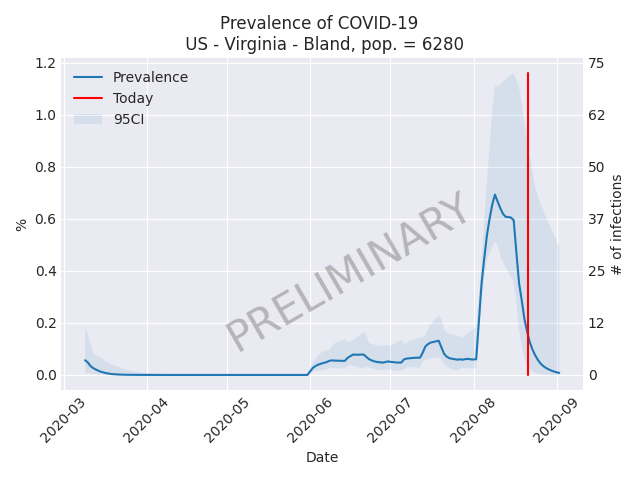 Prevalence of COVID-19
US - Virginia - Bland, pop. = 6280
Prevalence
Today
95CI
PRELIMINARY
%
1.2
1.0
0.8
0.6
0.4
0.2
0.0
75
62
50
37
25
12
0
# of infections
2020-03
2020-04
2020-05
2020-06
2020-07
2020-08
2020-09
Date